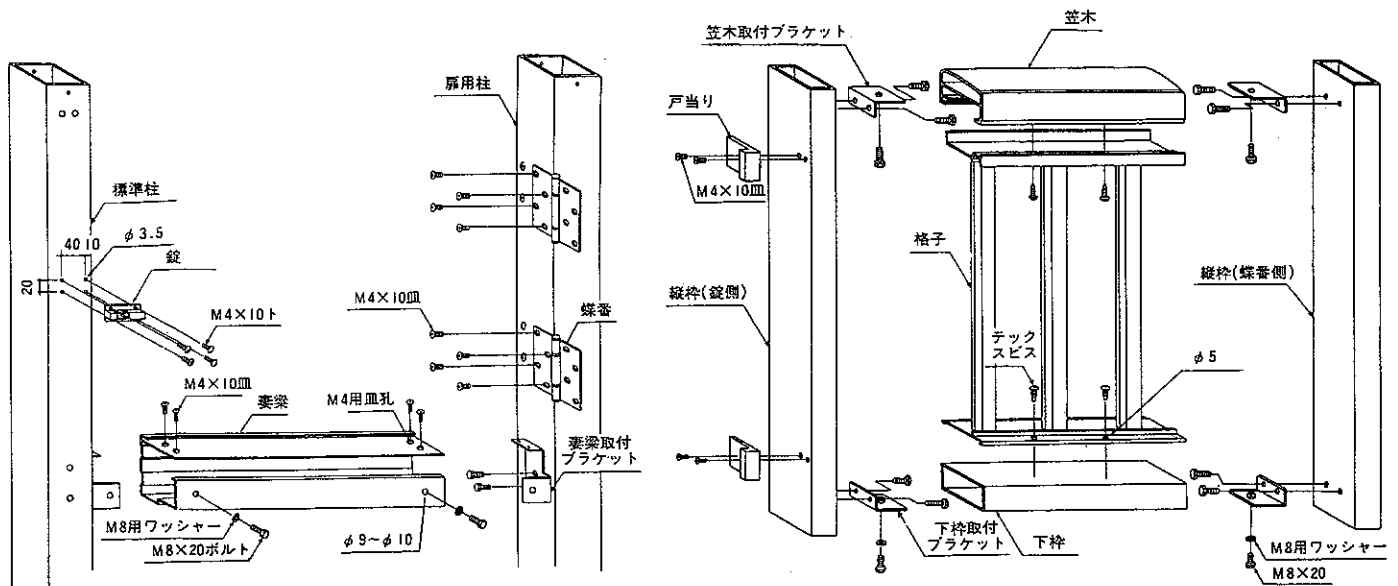 標準柱
40 10
φ3.5
錠
20
M4×10ト
M4×10皿
妻梁
M4用皿孔
M8用ワッシャー
M8×20ボルト
φ9～φ10
扉用柱
M4×10皿
蝶番
妻梁取付
ブラケット
笠木取付ブラケット
笠木
戸当り
M4×10皿
格子
縦枠(錠側)
縦枠(蝶番側)
テック
スビス
φ5
下枠取付
ブラケット
下枠
M8用ワッシャー
M8×20